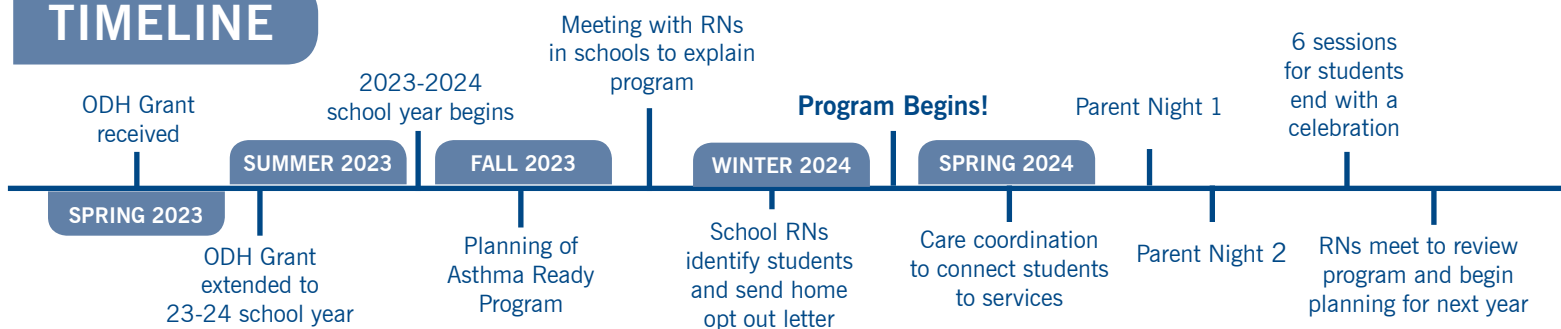 TIMELINE
ODH Grant
received
SPRING 2023
SUMMER 2023
ODH Grant
extended to
23-24 school year
2023-2024
school year begins
FALL 2023
Planning of
Asthma Ready
Program
Meeting with RNs
in schools to explain
program
WINTER 2024
School RNs
identify students
and send home
opt out letter
Program Begins!
SPRING 2024
Care coordination
to connect students
to services
Parent Night 1
Parent Night 2
6 sessions
for students
end with a
celebration
RNs meet to review
program and begin
planning for next year